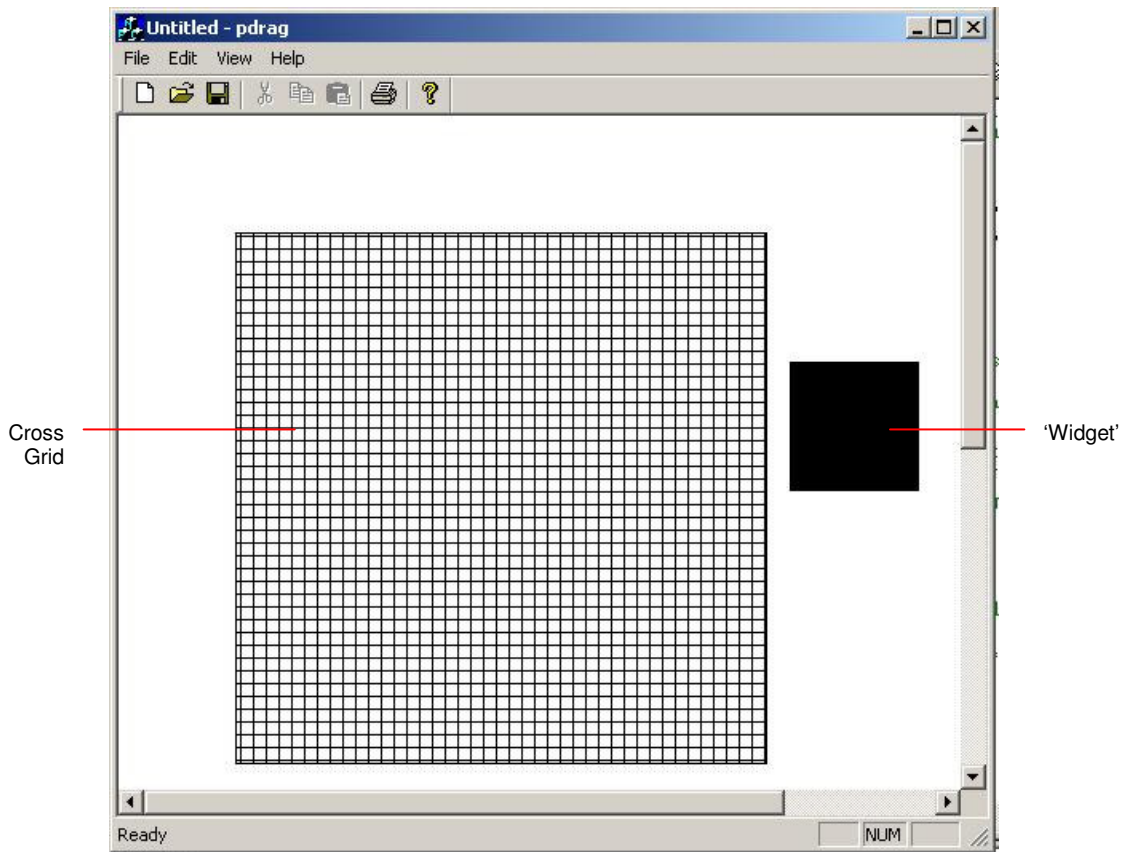 Untitled - pdrag
File Edit View Help
Cross
Grid
‘Widget’
Ready
NUM